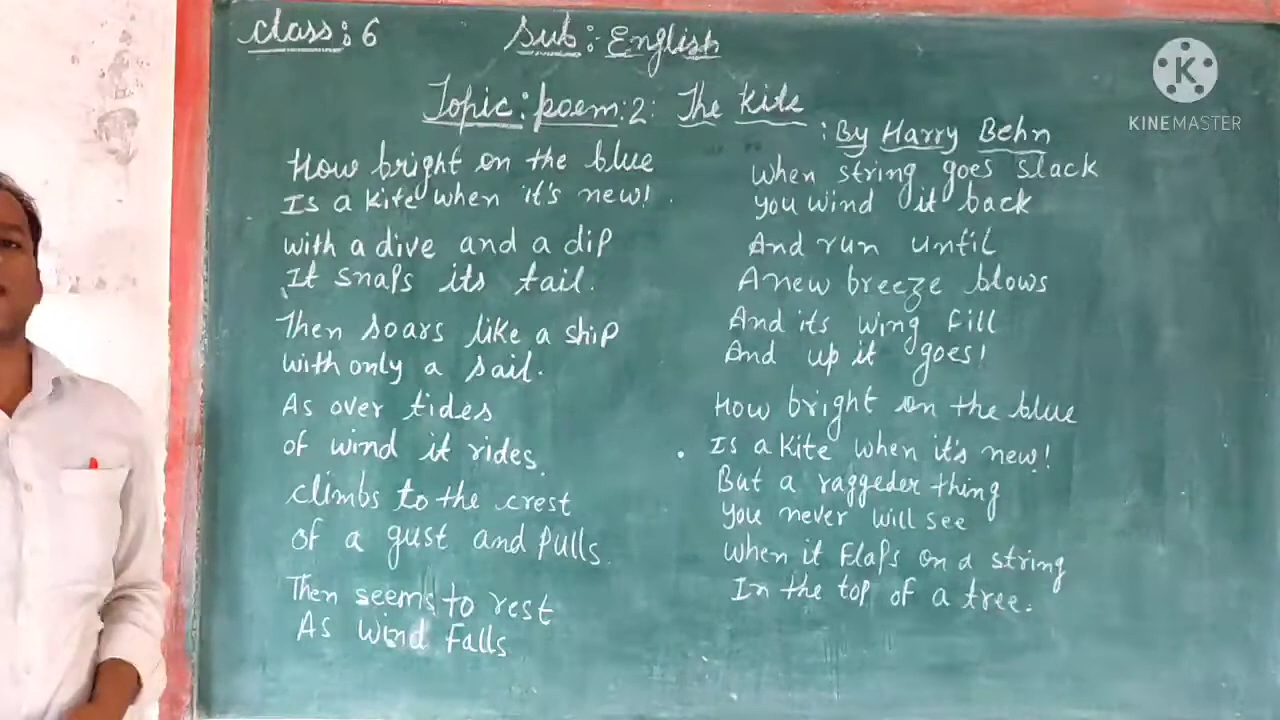 Class: 6
Sub: English
Topic: poem: 2: The Kite
: By Harry Behn
How bright on the blue
Is a kite when it's new!
with a dive and a dip
It snaps its tail.
Then soars like a ship
with only a sail.
As over tides
of wind it rides.
climbs to the crest
of a gust and pulls.
Then seems to rest
As wind falls
When string goes slack
you wind it back
And run until
A new breeze blows
And its wing fill
And up it goes!
How bright on the blue
Is a kite when it's new!
But a raggeder thing
you never will see
when it flaps on a string
In the top of a tree.
K
KINEMASTER